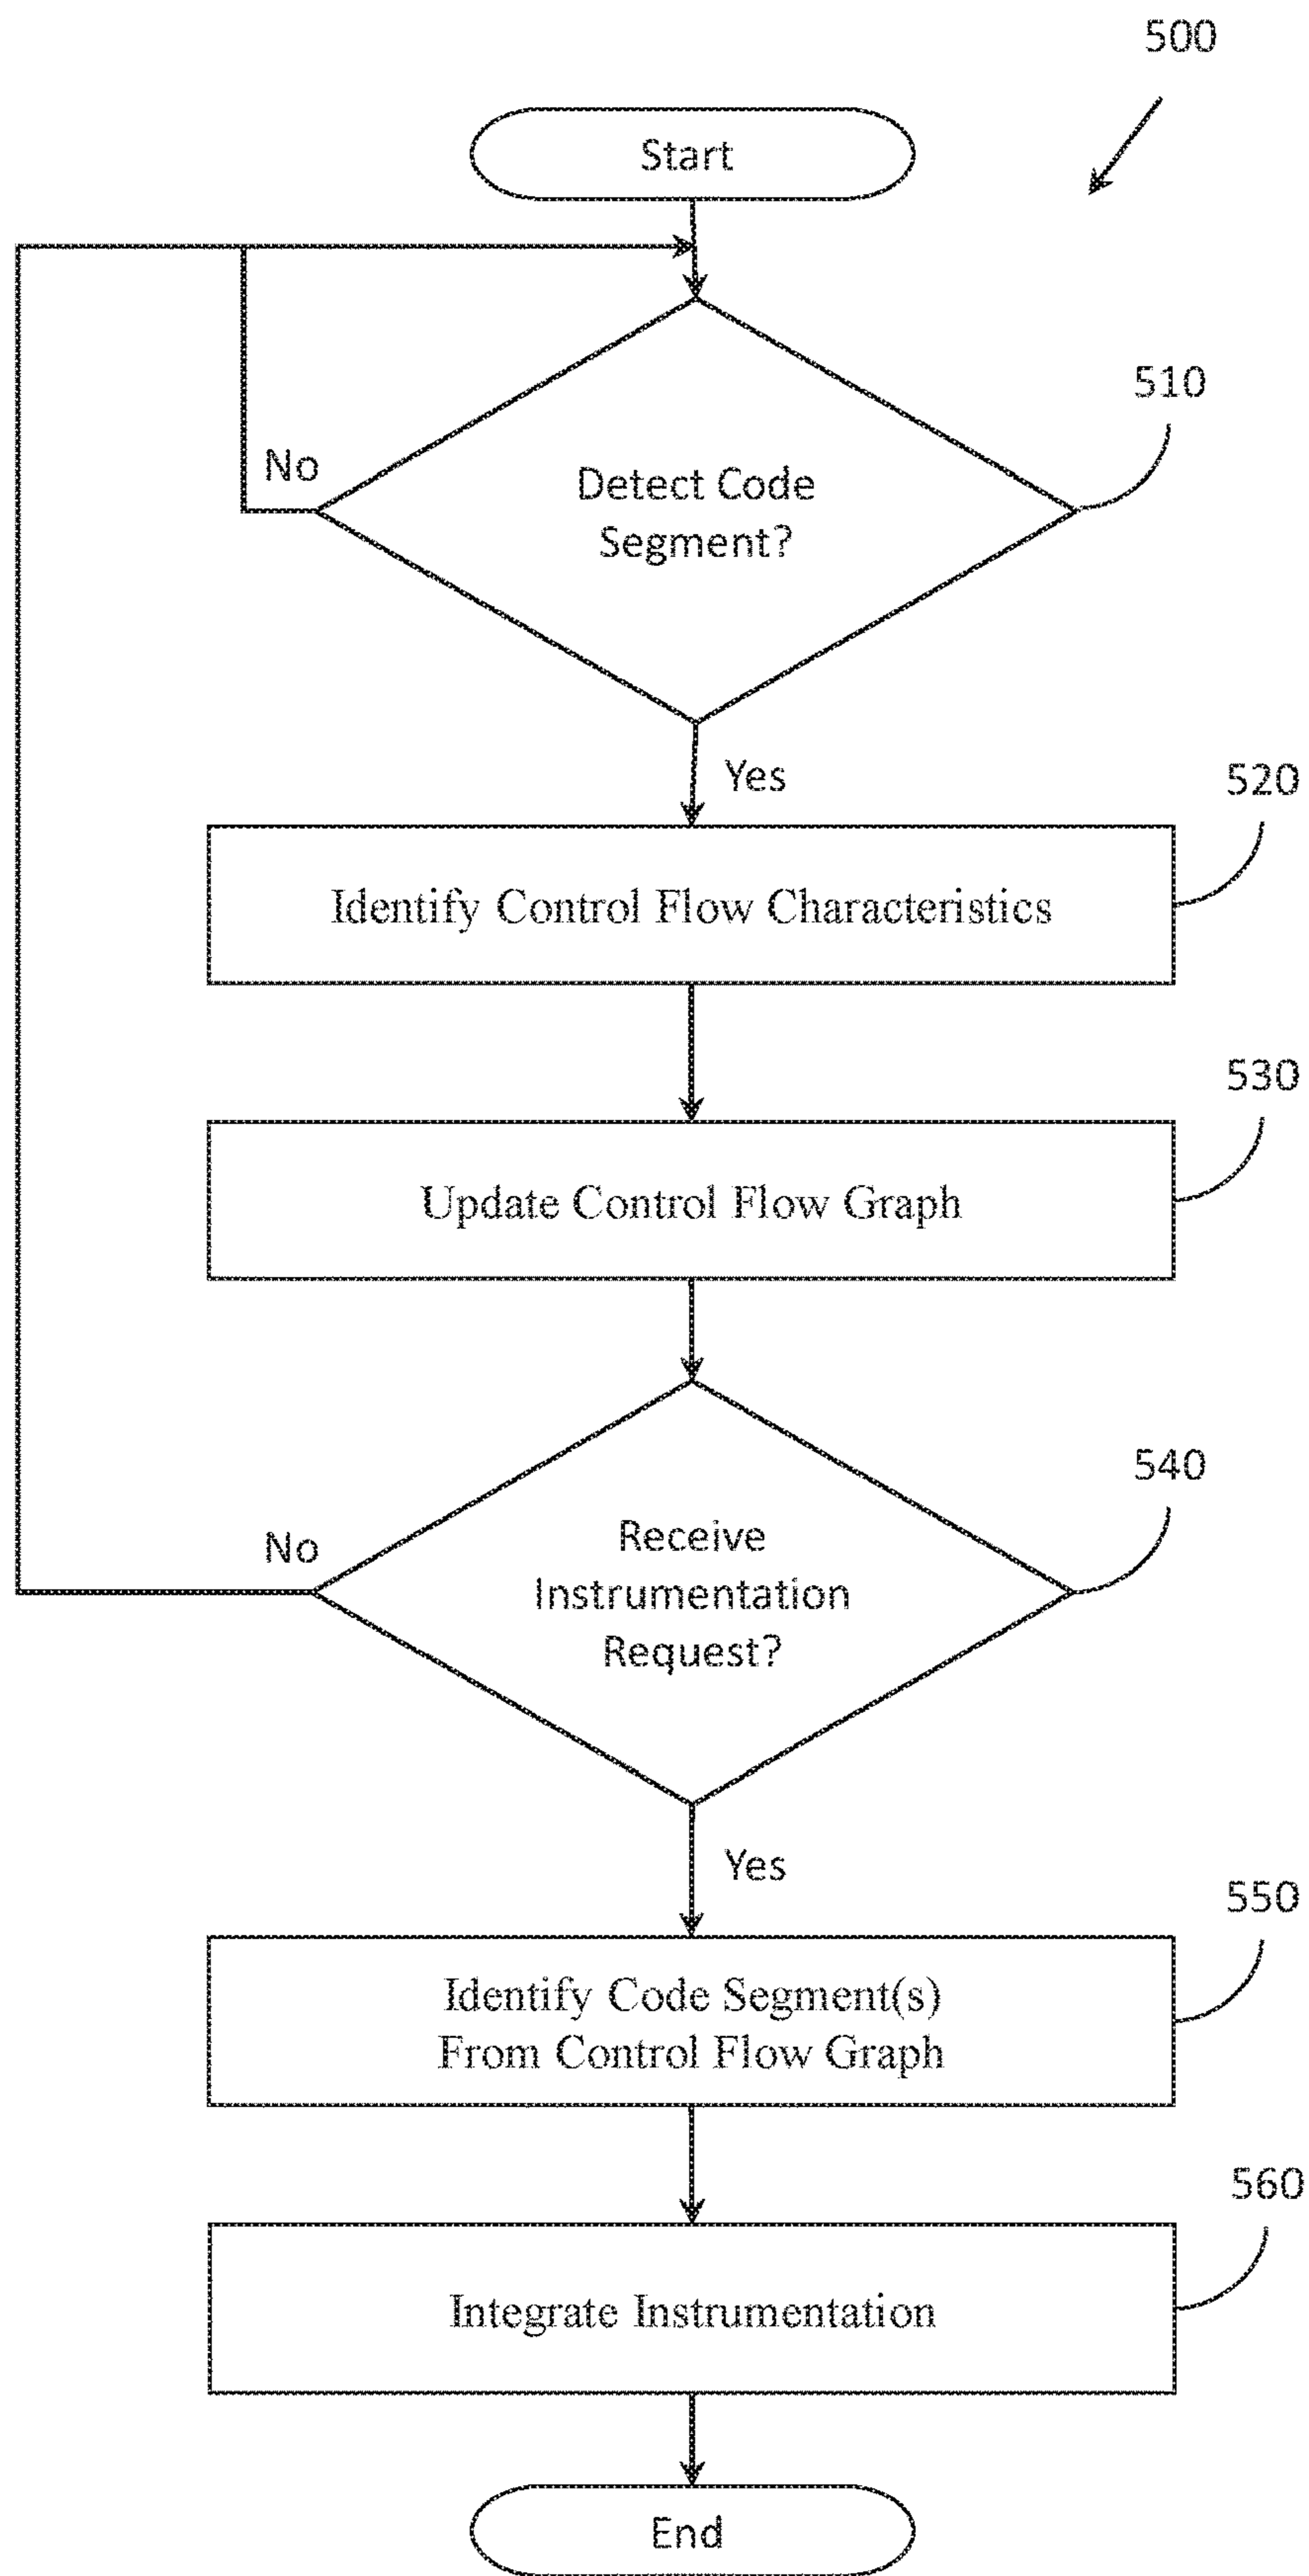 500
Start
510
No
Detect Code
Segment?
Yes
520
Identify Control Flow Characteristics
530
Update Control Flow Graph
540
No
Receive
Instrumentation
Request?
Yes
550
Identify Code Segment(s)
From Control Flow Graph
560
Integrate Instrumentation
End